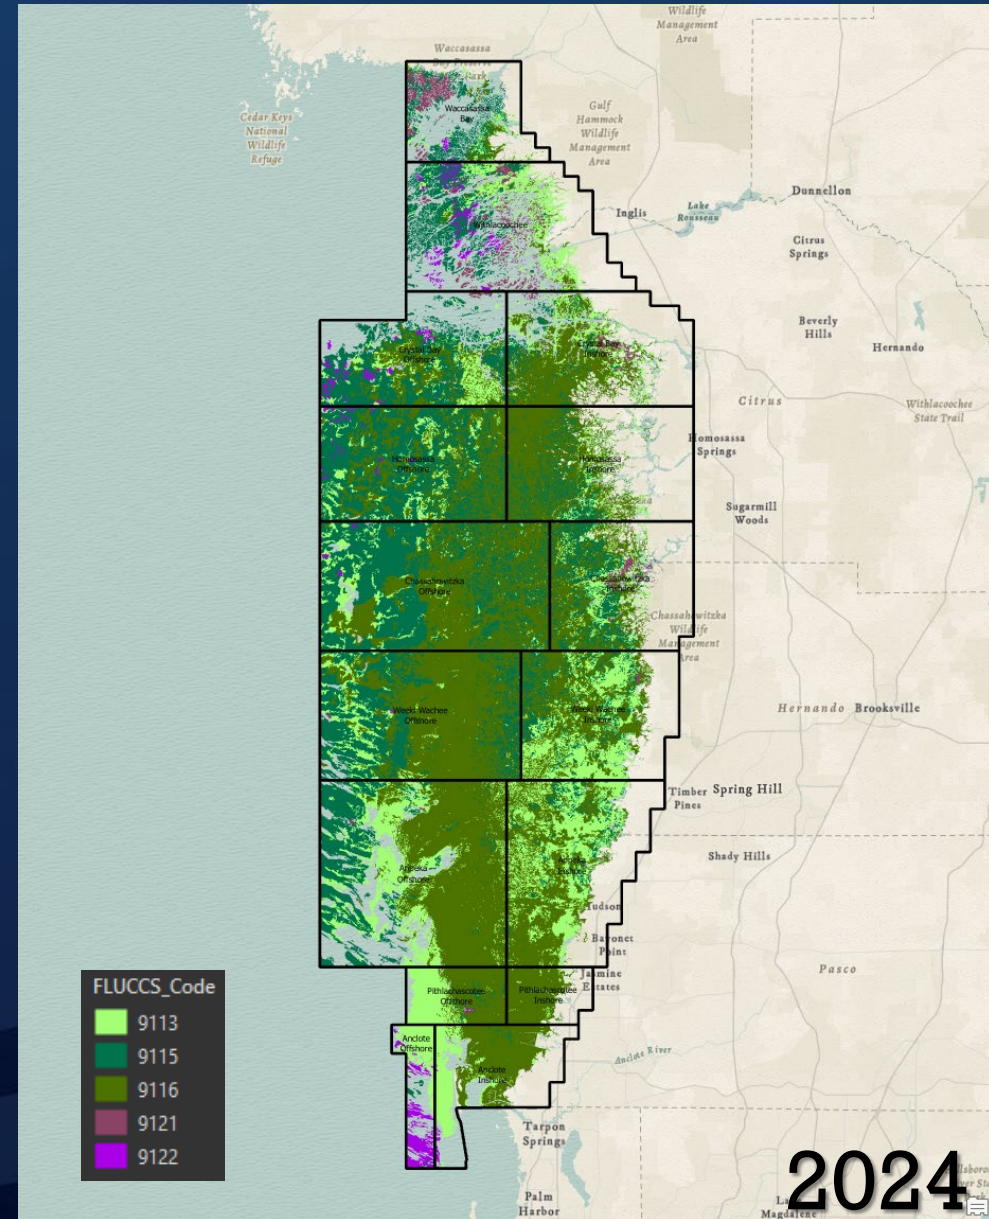 Wildlife
Management
Area
Waccasassa
Bay Preserve
Park
Cedar Keys
National
Wildlife
Refuge
Waccasassa
Bay
Gulf
Hammock
Wildlife
Management
Area
Dunnellon
Lake
Rousseau
Inglis
Withlacoochee
Citrus
Springs
Beverly
Hills
Hernando
Crystal Bay
Offshore
Crystal Bay
Inshore
Citrus
Withlacoochee
State Trail
Homosassa
Springs
Homosassa
Offshore
Homosassa
Inshore
Sugarmill
Woods
Chassahowitzka
Offshore
Chassahowitzka
Inshore
Chassahowitzka
Wildlife
Management
Area
Weeki Wachee
Offshore
Weeki Wachee
Inshore
Hernando Brooksville
Timber
Pines
Spring Hill
Shady Hills
Aripeka
Offshore
Aripeka
Inshore
Hudson
Bayonet
Point
Jasmine
Estates
Pasco
Pithlachascotee
Offshore
Pithlachascotee
Inshore
FLUCCS_Code
9113
9115
9116
9121
9122
Anclote
Offshore
Anclote
Inshore
Anclote River
Tarpon
Springs
Palm
Harbor
2024